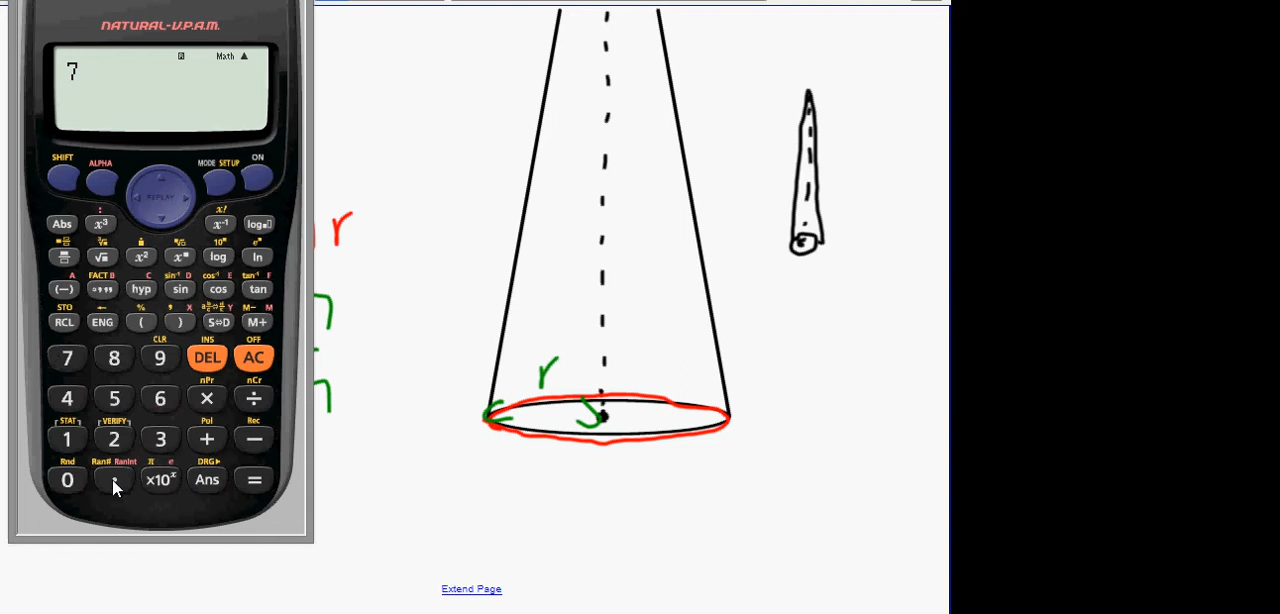 NATURAL-V.P.A.M.
Math ▲
7
SHIFT ALPHA MODE SETUP ON
REPLAY
: x!
Abs x³ x⁻¹ log
10■ e■
√■ x² x■ log ln
A FACT B C sin⁻¹ D cos⁻¹ E tan⁻¹ F
(−) °’” hyp sin cos tan
STO ← % , X Y M− M
RCL ENG ( ) S⇔D M+
CLR INS OFF
7 8 9 DEL AC
nPr nCr
4 5 6 × ÷
STAT VERIFY Pol Rec
1 2 3 + −
Rnd Ran# RanInt π e DRG▸
0 . ×10ˣ Ans =
r
r
Extend Page